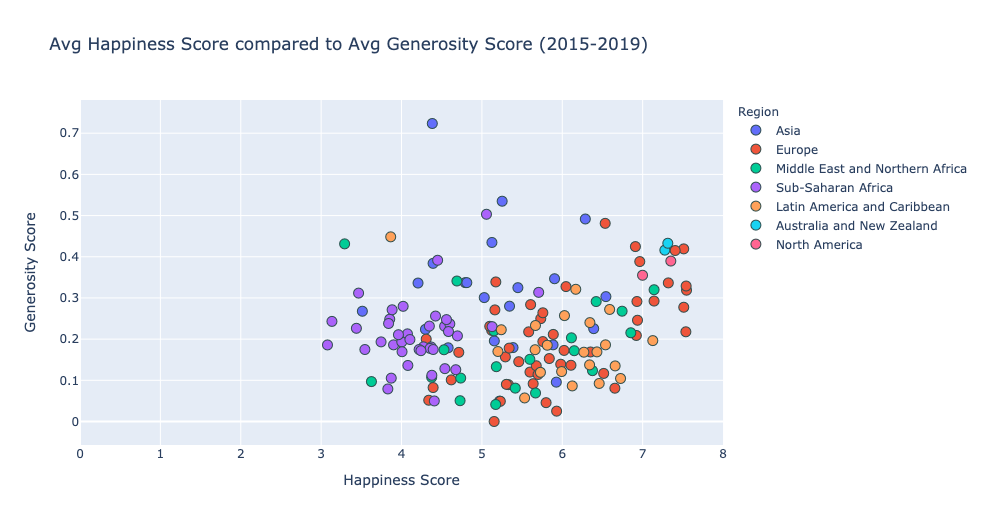 Avg Happiness Score compared to Avg Generosity Score (2015-2019)
Region
Asia
Europe
Middle East and Northern Africa
Sub-Saharan Africa
Latin America and Caribbean
Australia and New Zealand
North America
Generosity Score
0.7
0.6
0.5
0.4
0.3
0.2
0.1
0
0 1 2 3 4 5 6 7 8
Happiness Score